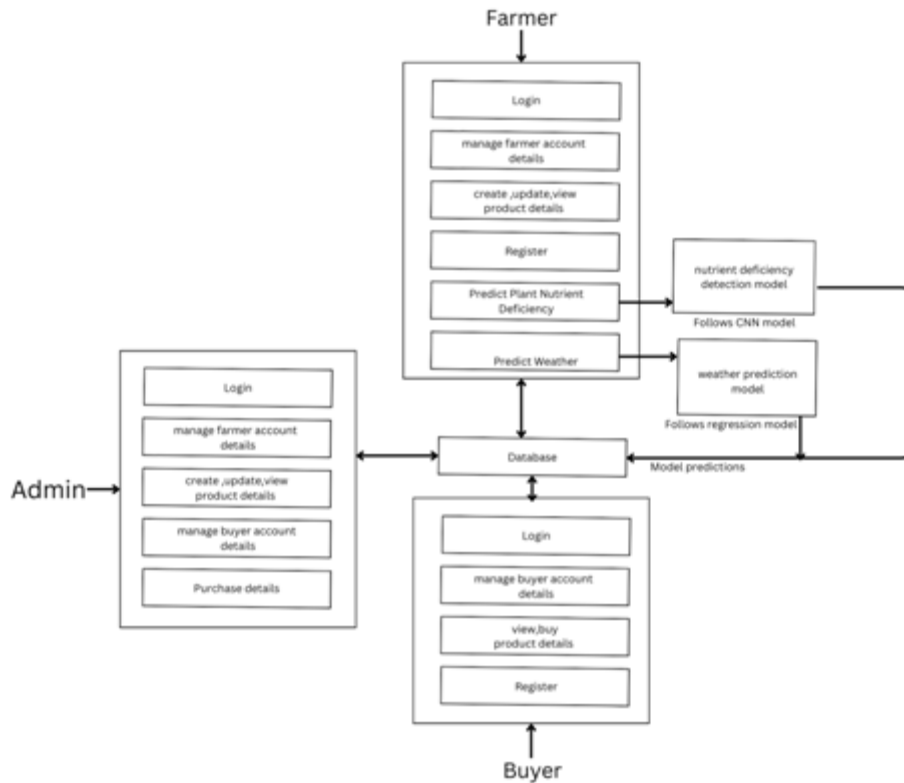 Farmer
Login
manage farmer account
details
create ,update,view
product details
Register
Predict Plant Nutrient
Deficiency
Predict Weather
nutrient deficiency
detection model
Follows CNN model
weather prediction
model
Follows regression model
Model predictions
Database
Admin
Login
manage farmer account
details
create ,update,view
product details
manage buyer account
details
Purchase details
Login
manage buyer account
details
view,buy
product details
Register
Buyer